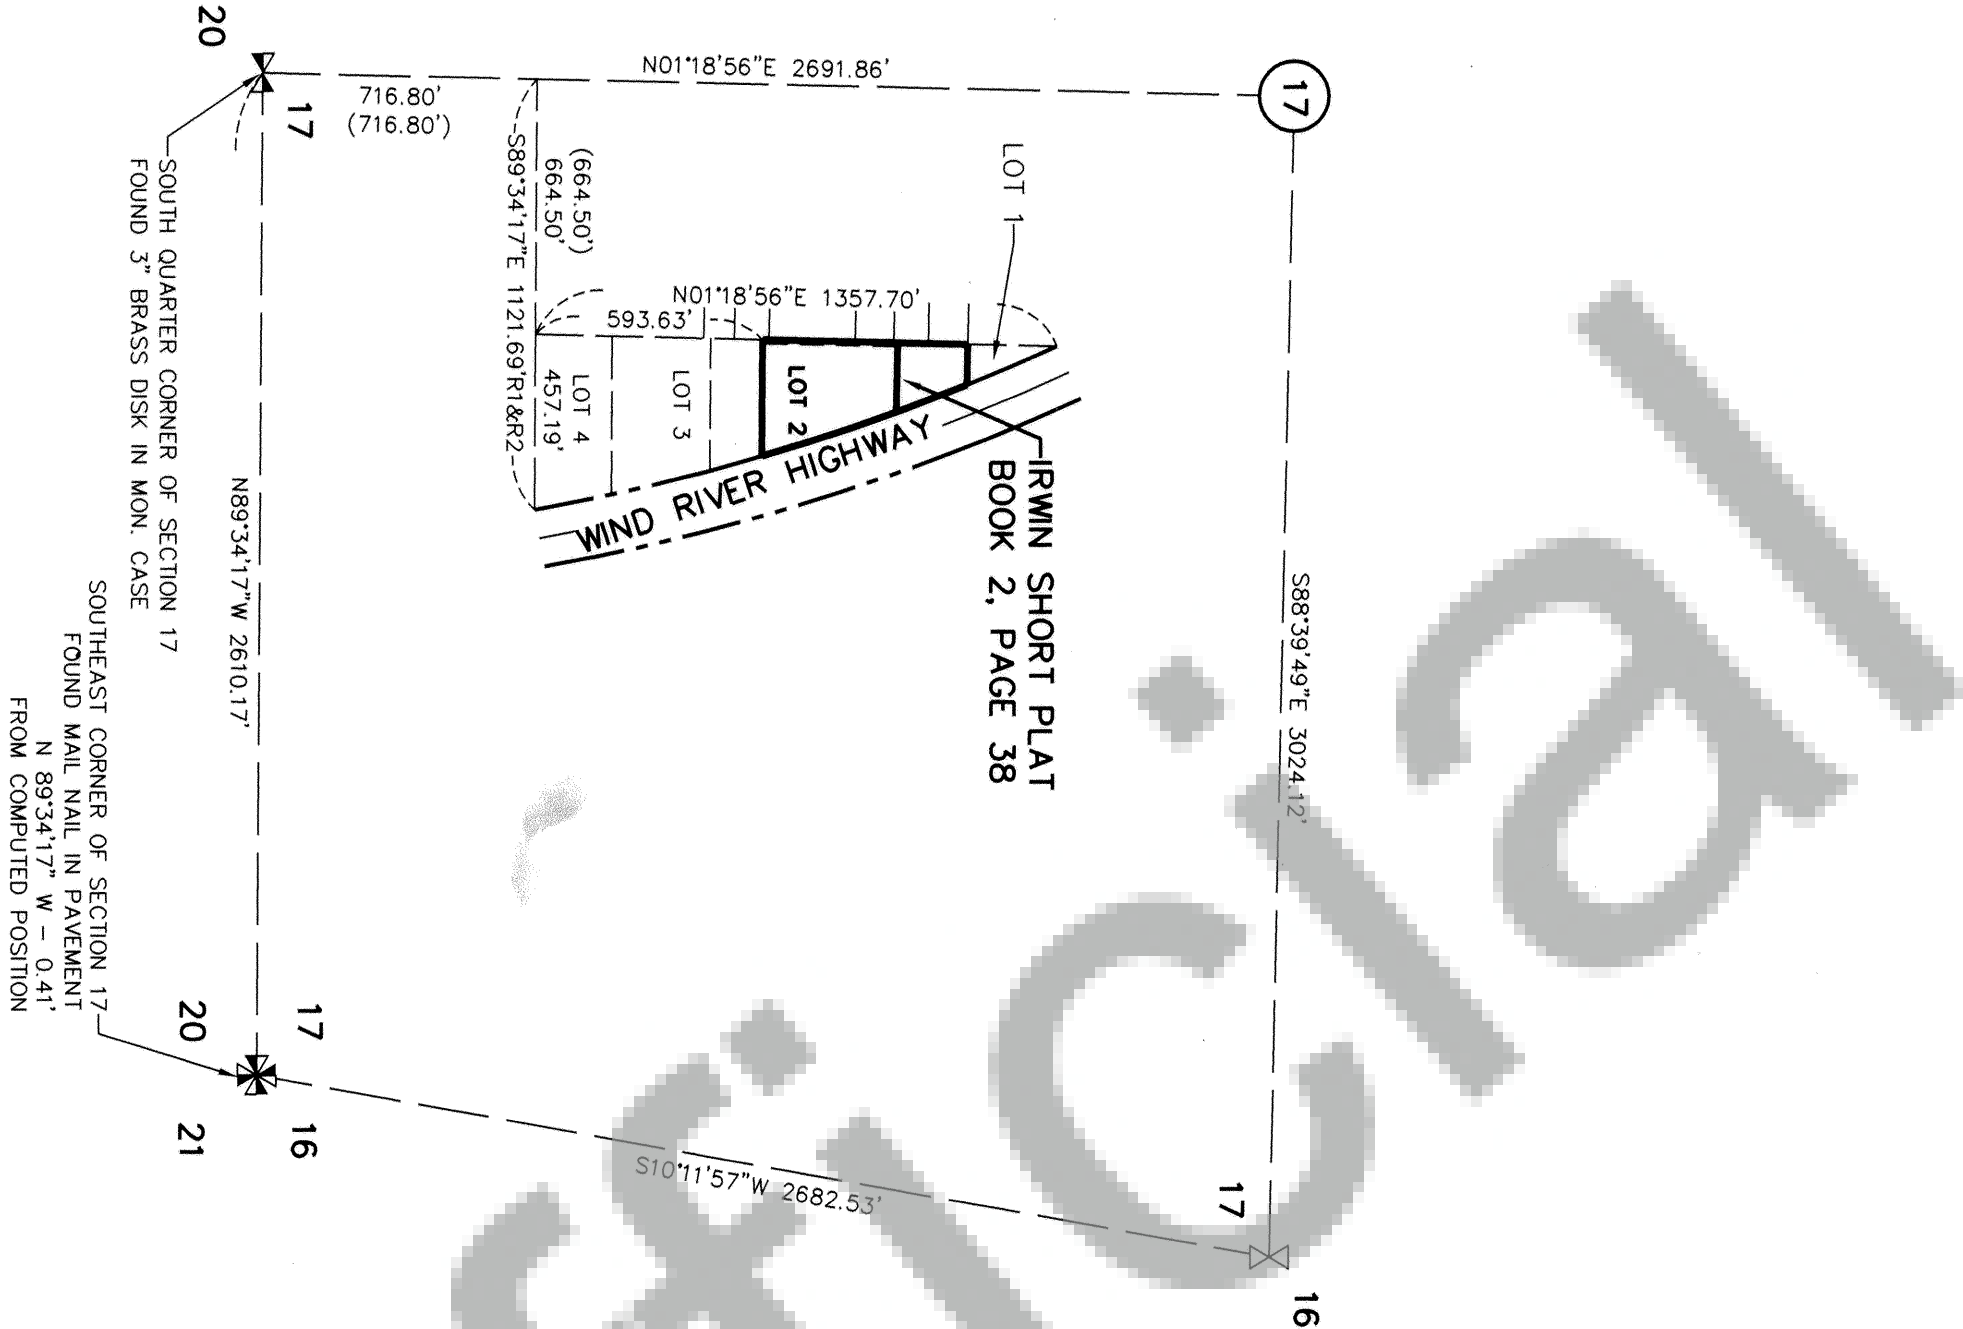 20
17
N01°18'56"E 2691.86'
716.80'
(716.80')
17
LOT 1
(664.50')
664.50'
S89°34'17"E 1121.69'R1&R2
N01°18'56"E 1357.70'
593.63'
LOT 2
LOT 3
LOT 4
457.19'
WIND RIVER HIGHWAY
IRWIN SHORT PLAT
BOOK 2, PAGE 38
S88°39'49"E 3024.12'
SOUTH QUARTER CORNER OF SECTION 17
FOUND 3" BRASS DISK IN MON. CASE
N89°34'17"W 2610.17'
SOUTHEAST CORNER OF SECTION 17
FOUND MAIL NAIL IN PAVEMENT
N 89°34'17" W – 0.41'
FROM COMPUTED POSITION
17
20
16
21
S10°11'57"W 2682.53'
17
16
cial